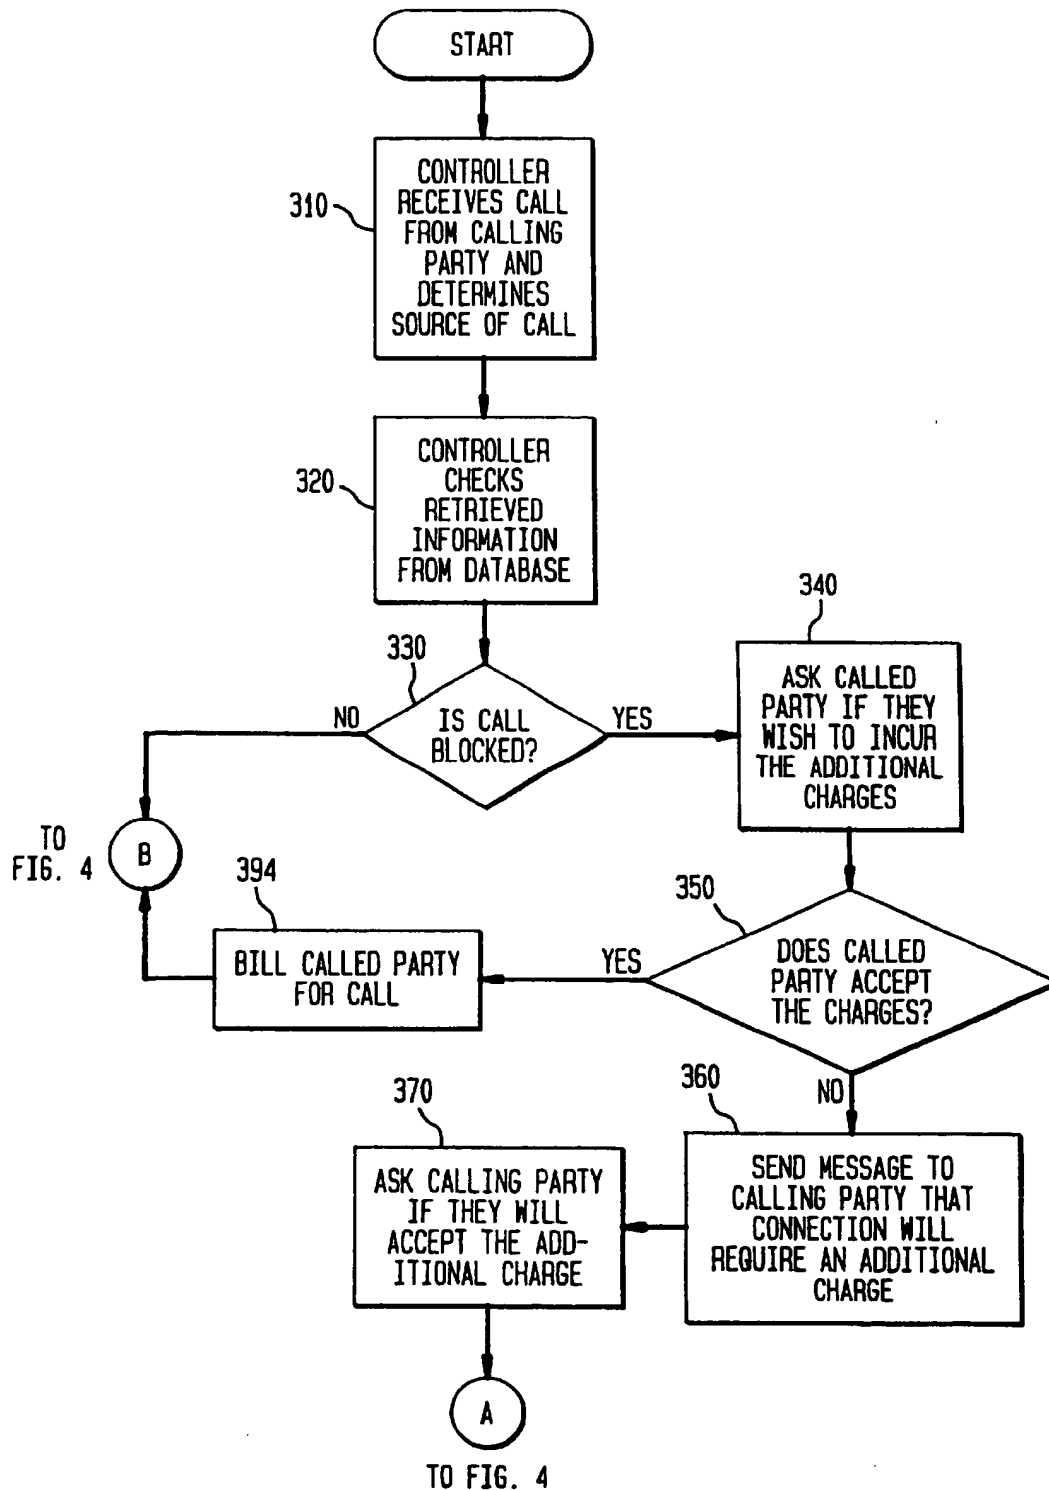 START
310
CONTROLLER
RECEIVES CALL
FROM CALLING
PARTY AND
DETERMINES
SOURCE OF CALL
320
CONTROLLER
CHECKS
RETRIEVED
INFORMATION
FROM DATABASE
330
IS CALL
BLOCKED?
NO
YES
340
ASK CALLED
PARTY IF THEY
WISH TO INCUR
THE ADDITIONAL
CHARGES
TO
FIG. 4
B
394
BILL CALLED PARTY
FOR CALL
YES
350
DOES CALLED
PARTY ACCEPT
THE CHARGES?
NO
360
SEND MESSAGE TO
CALLING PARTY THAT
CONNECTION WILL
REQUIRE AN ADDITIONAL
CHARGE
370
ASK CALLING PARTY
IF THEY WILL
ACCEPT THE ADD-
ITIONAL CHARGE
A
TO FIG. 4